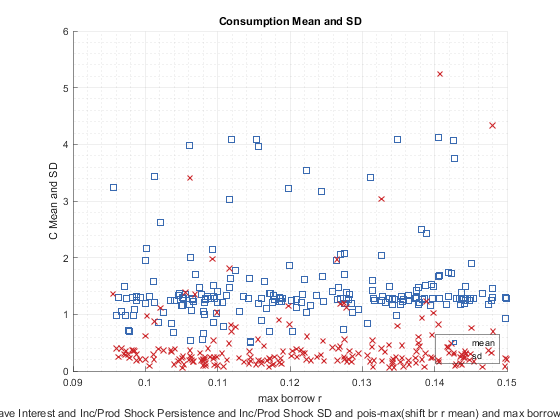 Consumption Mean and SD
6
5
4
3
2
1
0
C Mean and SD
0.09
0.1
0.11
0.12
0.13
0.14
0.15
mean
sd
max borrow r
ave Interest and Inc/Prod Shock Persistence and Inc/Prod Shock SD and pois-max(shift br r mean) and max borrow